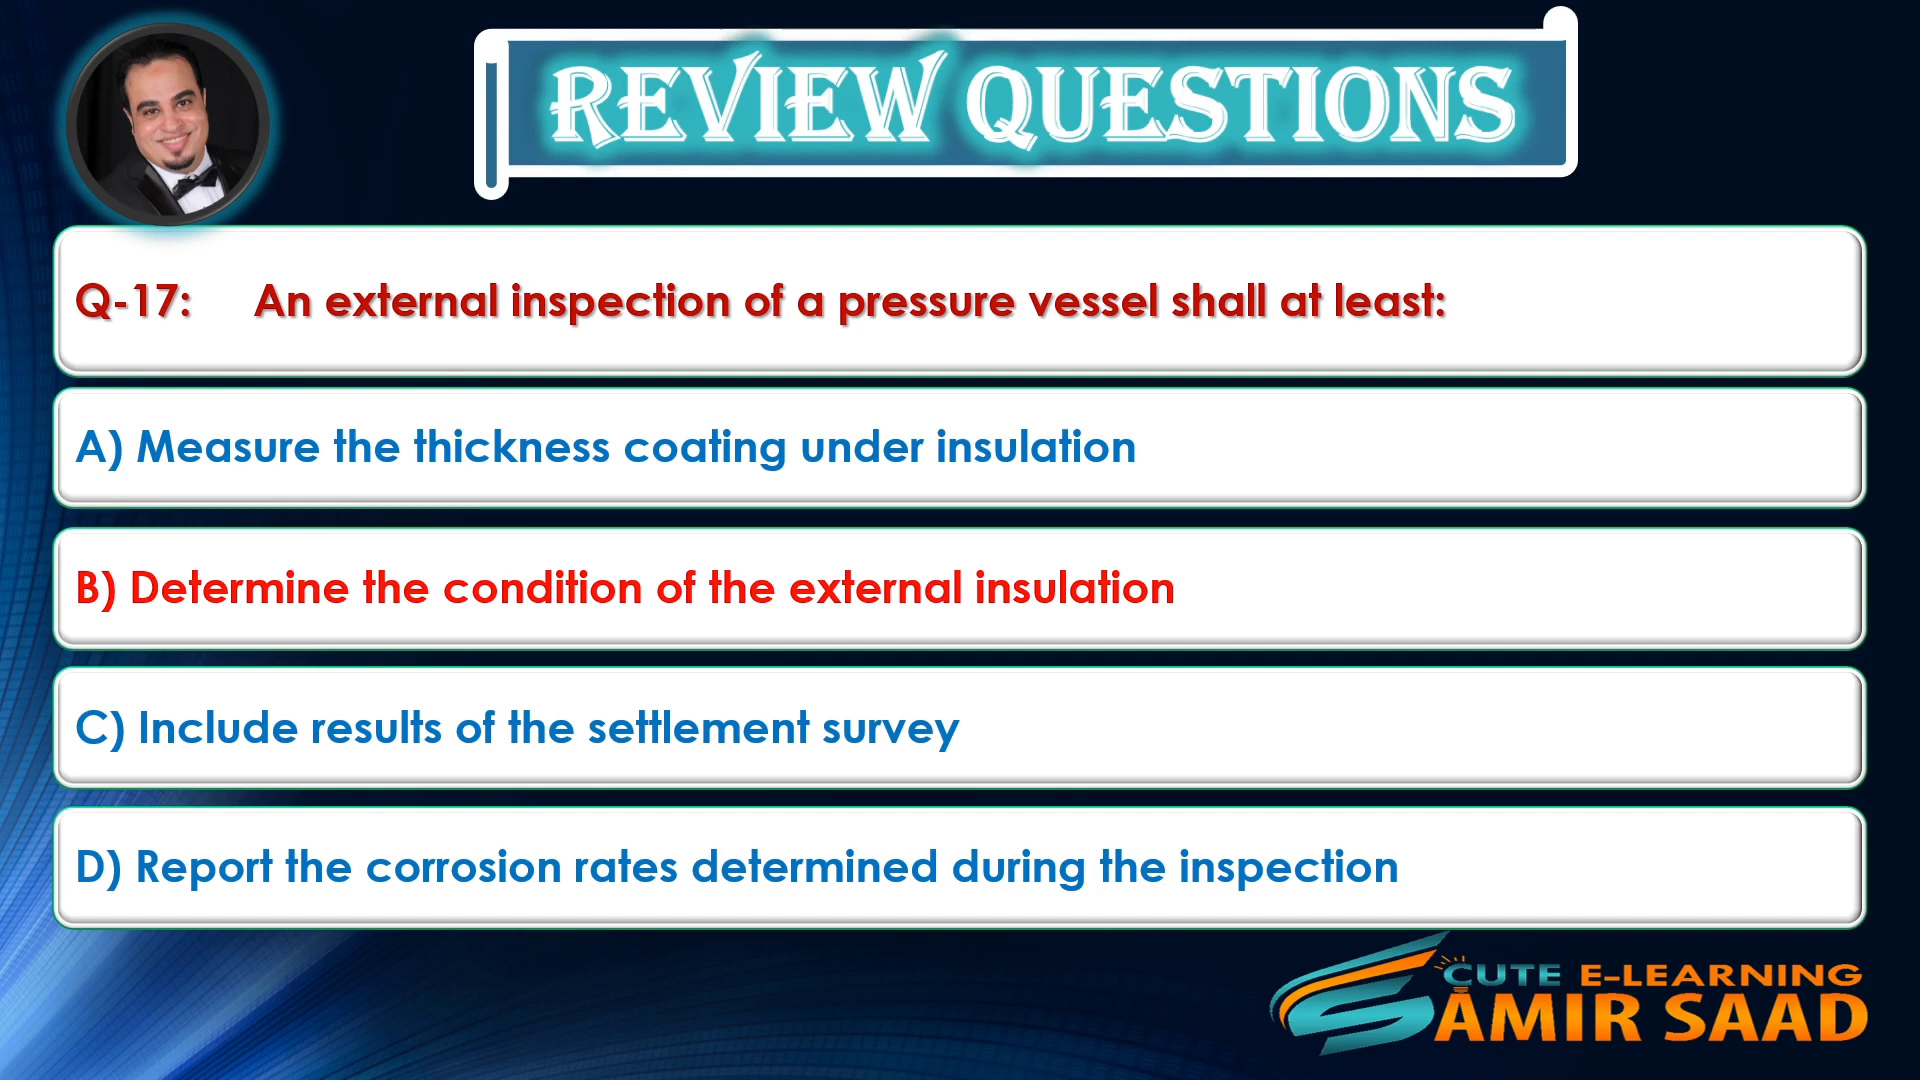 REVIEW QUESTIONS
Q-17: An external inspection of a pressure vessel shall at least:
A) Measure the thickness coating under insulation
B) Determine the condition of the external insulation
C) Include results of the settlement survey
D) Report the corrosion rates determined during the inspection
CUTE E-LEARNING
AMIR SAAD